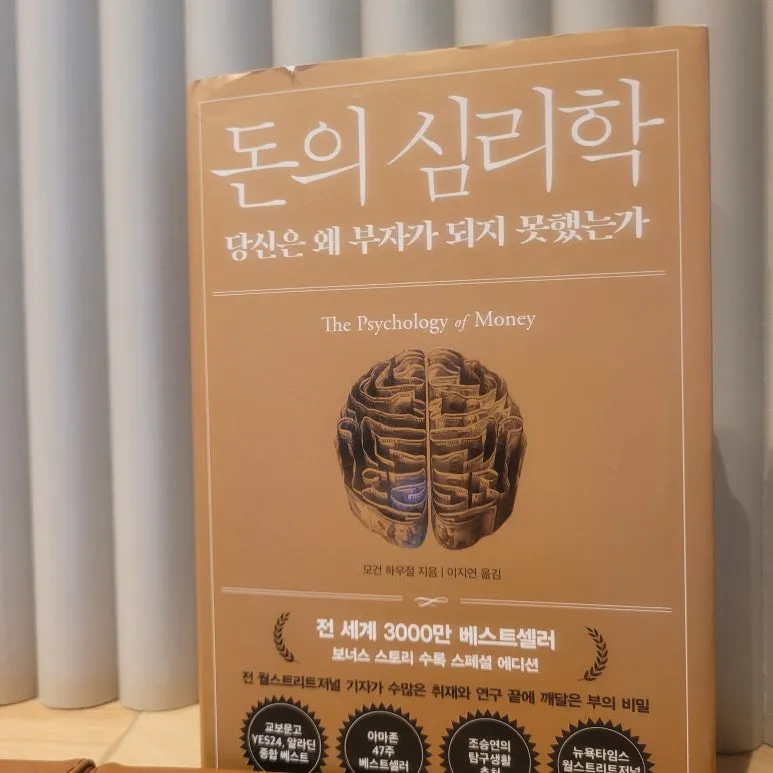 돈의 심리학
당신은 왜 부자가 되지 못했는가
The Psychology of Money
모건 하우절 지음 | 이지연 옮김
전 세계 3000만 베스트셀러
보너스 스토리 수록 스페셜 에디션
전 월스트리트저널 기자가 수많은 취재와 연구 끝에 깨달은 부의 비밀
교보문고
YES24, 알라딘
종합 베스트
아마존
47주
베스트셀러
조승연의
탐구생활
추천
뉴욕타임스
월스트리트저널